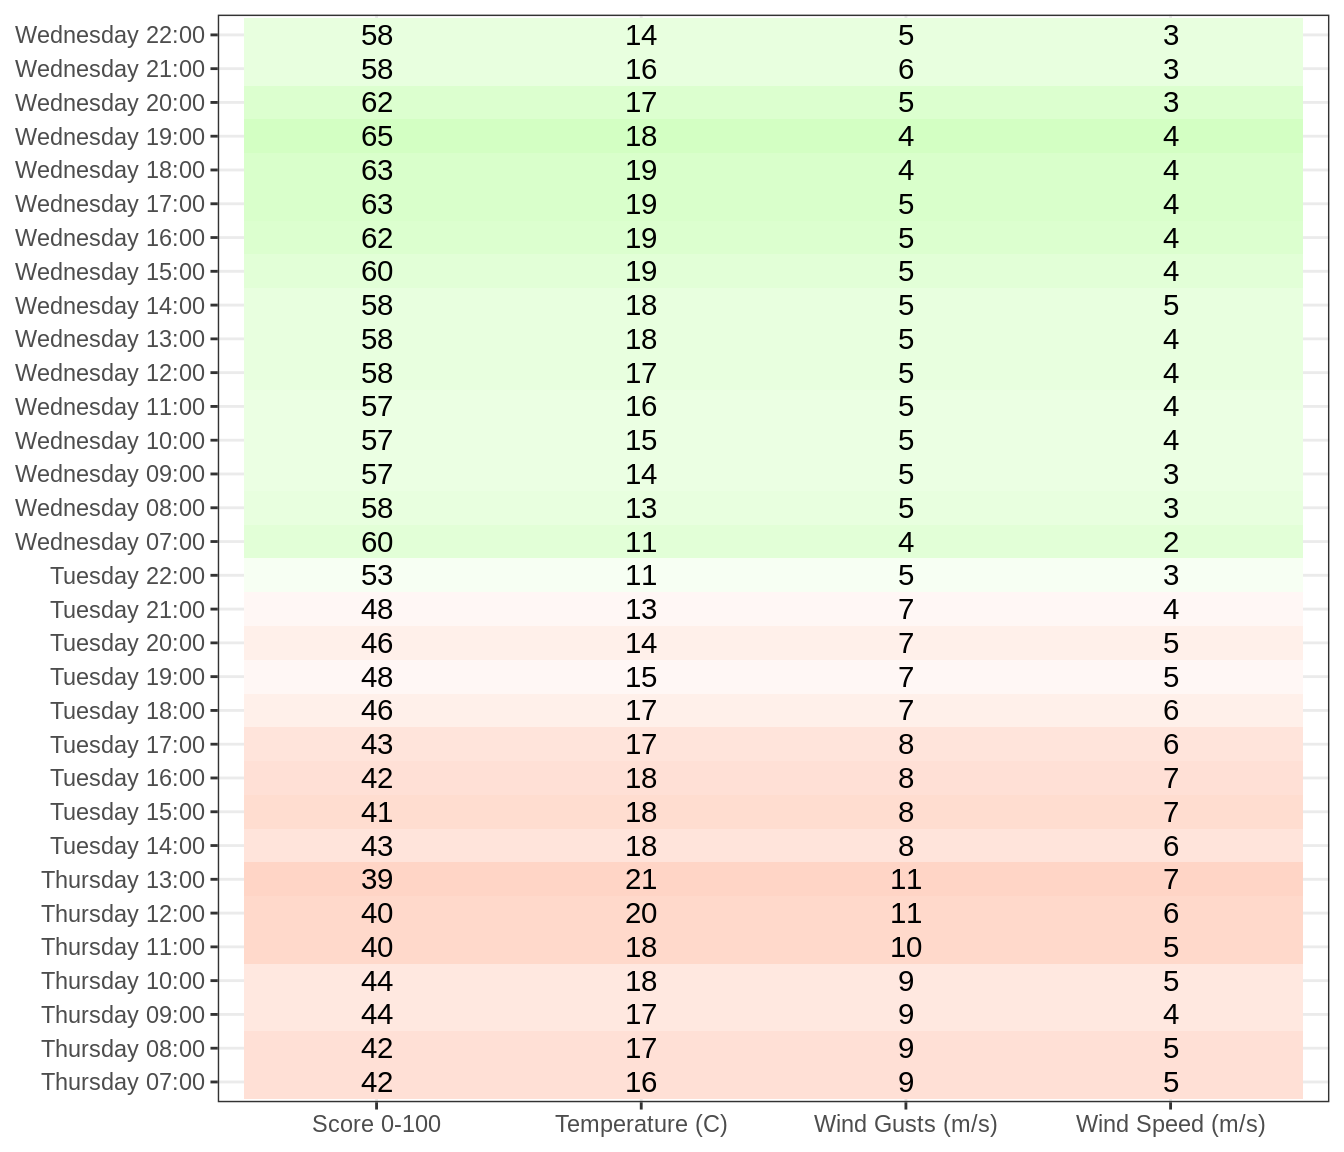 Wednesday 22:00 58 14 5 3
Wednesday 21:00 58 16 6 3
Wednesday 20:00 62 17 5 3
Wednesday 19:00 65 18 4 4
Wednesday 18:00 63 19 4 4
Wednesday 17:00 63 19 5 4
Wednesday 16:00 62 19 5 4
Wednesday 15:00 60 19 5 4
Wednesday 14:00 58 18 5 5
Wednesday 13:00 58 18 5 4
Wednesday 12:00 58 17 5 4
Wednesday 11:00 57 16 5 4
Wednesday 10:00 57 15 5 4
Wednesday 09:00 57 14 5 3
Wednesday 08:00 58 13 5 3
Wednesday 07:00 60 11 4 2
Tuesday 22:00 53 11 5 3
Tuesday 21:00 48 13 7 4
Tuesday 20:00 46 14 7 5
Tuesday 19:00 48 15 7 5
Tuesday 18:00 46 17 7 6
Tuesday 17:00 43 17 8 6
Tuesday 16:00 42 18 8 7
Tuesday 15:00 41 18 8 7
Tuesday 14:00 43 18 8 6
Thursday 13:00 39 21 11 7
Thursday 12:00 40 20 11 6
Thursday 11:00 40 18 10 5
Thursday 10:00 44 18 9 5
Thursday 09:00 44 17 9 4
Thursday 08:00 42 17 9 5
Thursday 07:00 42 16 9 5
Score 0-100 Temperature (C) Wind Gusts (m/s) Wind Speed (m/s)